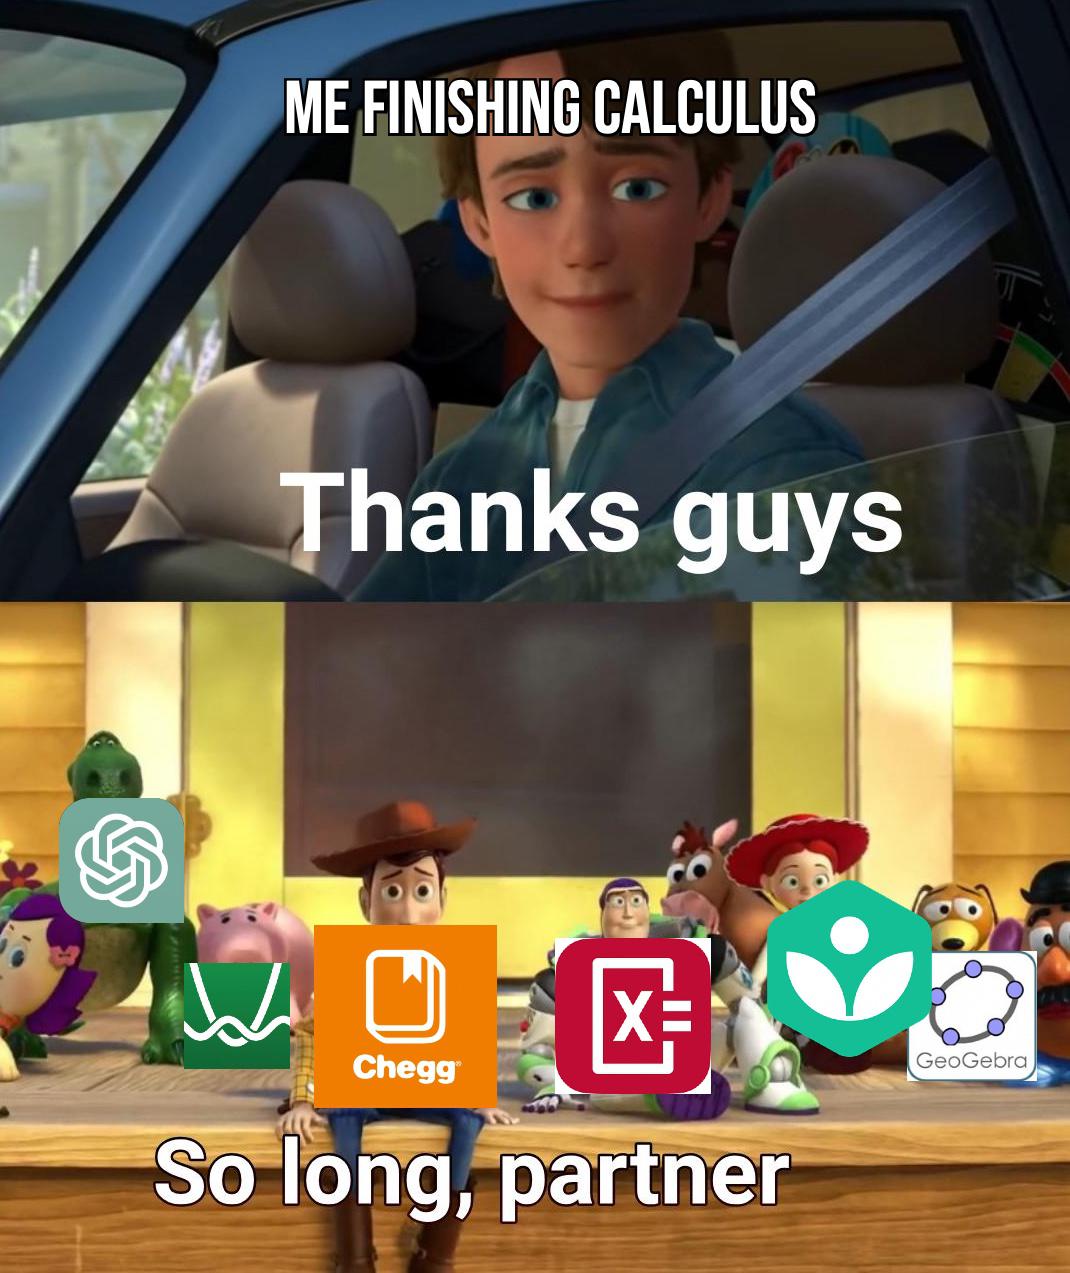 ME FINISHING CALCULUS
Thanks guys
Chegg®
X=
GeoGebra
So long, partner